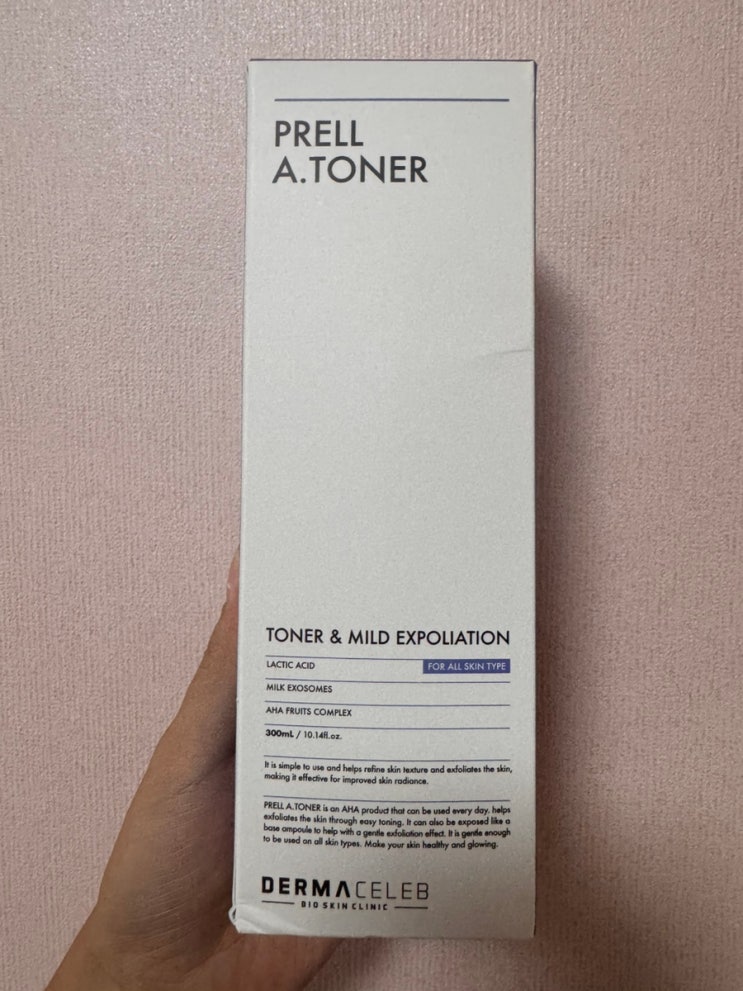 PRELL
A.TONER
TONER & MILD EXPOLIATION
LACTIC ACID
FOR ALL SKIN TYPE
MILK EXOSOMES
AHA FRUITS COMPLEX
300mL / 10.14fl.oz.
It is simple to use and helps refine skin texture and exfoliates the skin,
making it effective for improved skin radiance.
PRELL A.TONER is an AHA product that can be used every day. helps
exfoliates the skin through easy toning. It can also be exposed like a
base ampoule to help with a gentle exfoliation effect. It is gentle enough
to be used on all skin types. Make your skin healthy and glowing.
DERMACELEB
BIO SKIN CLINIC